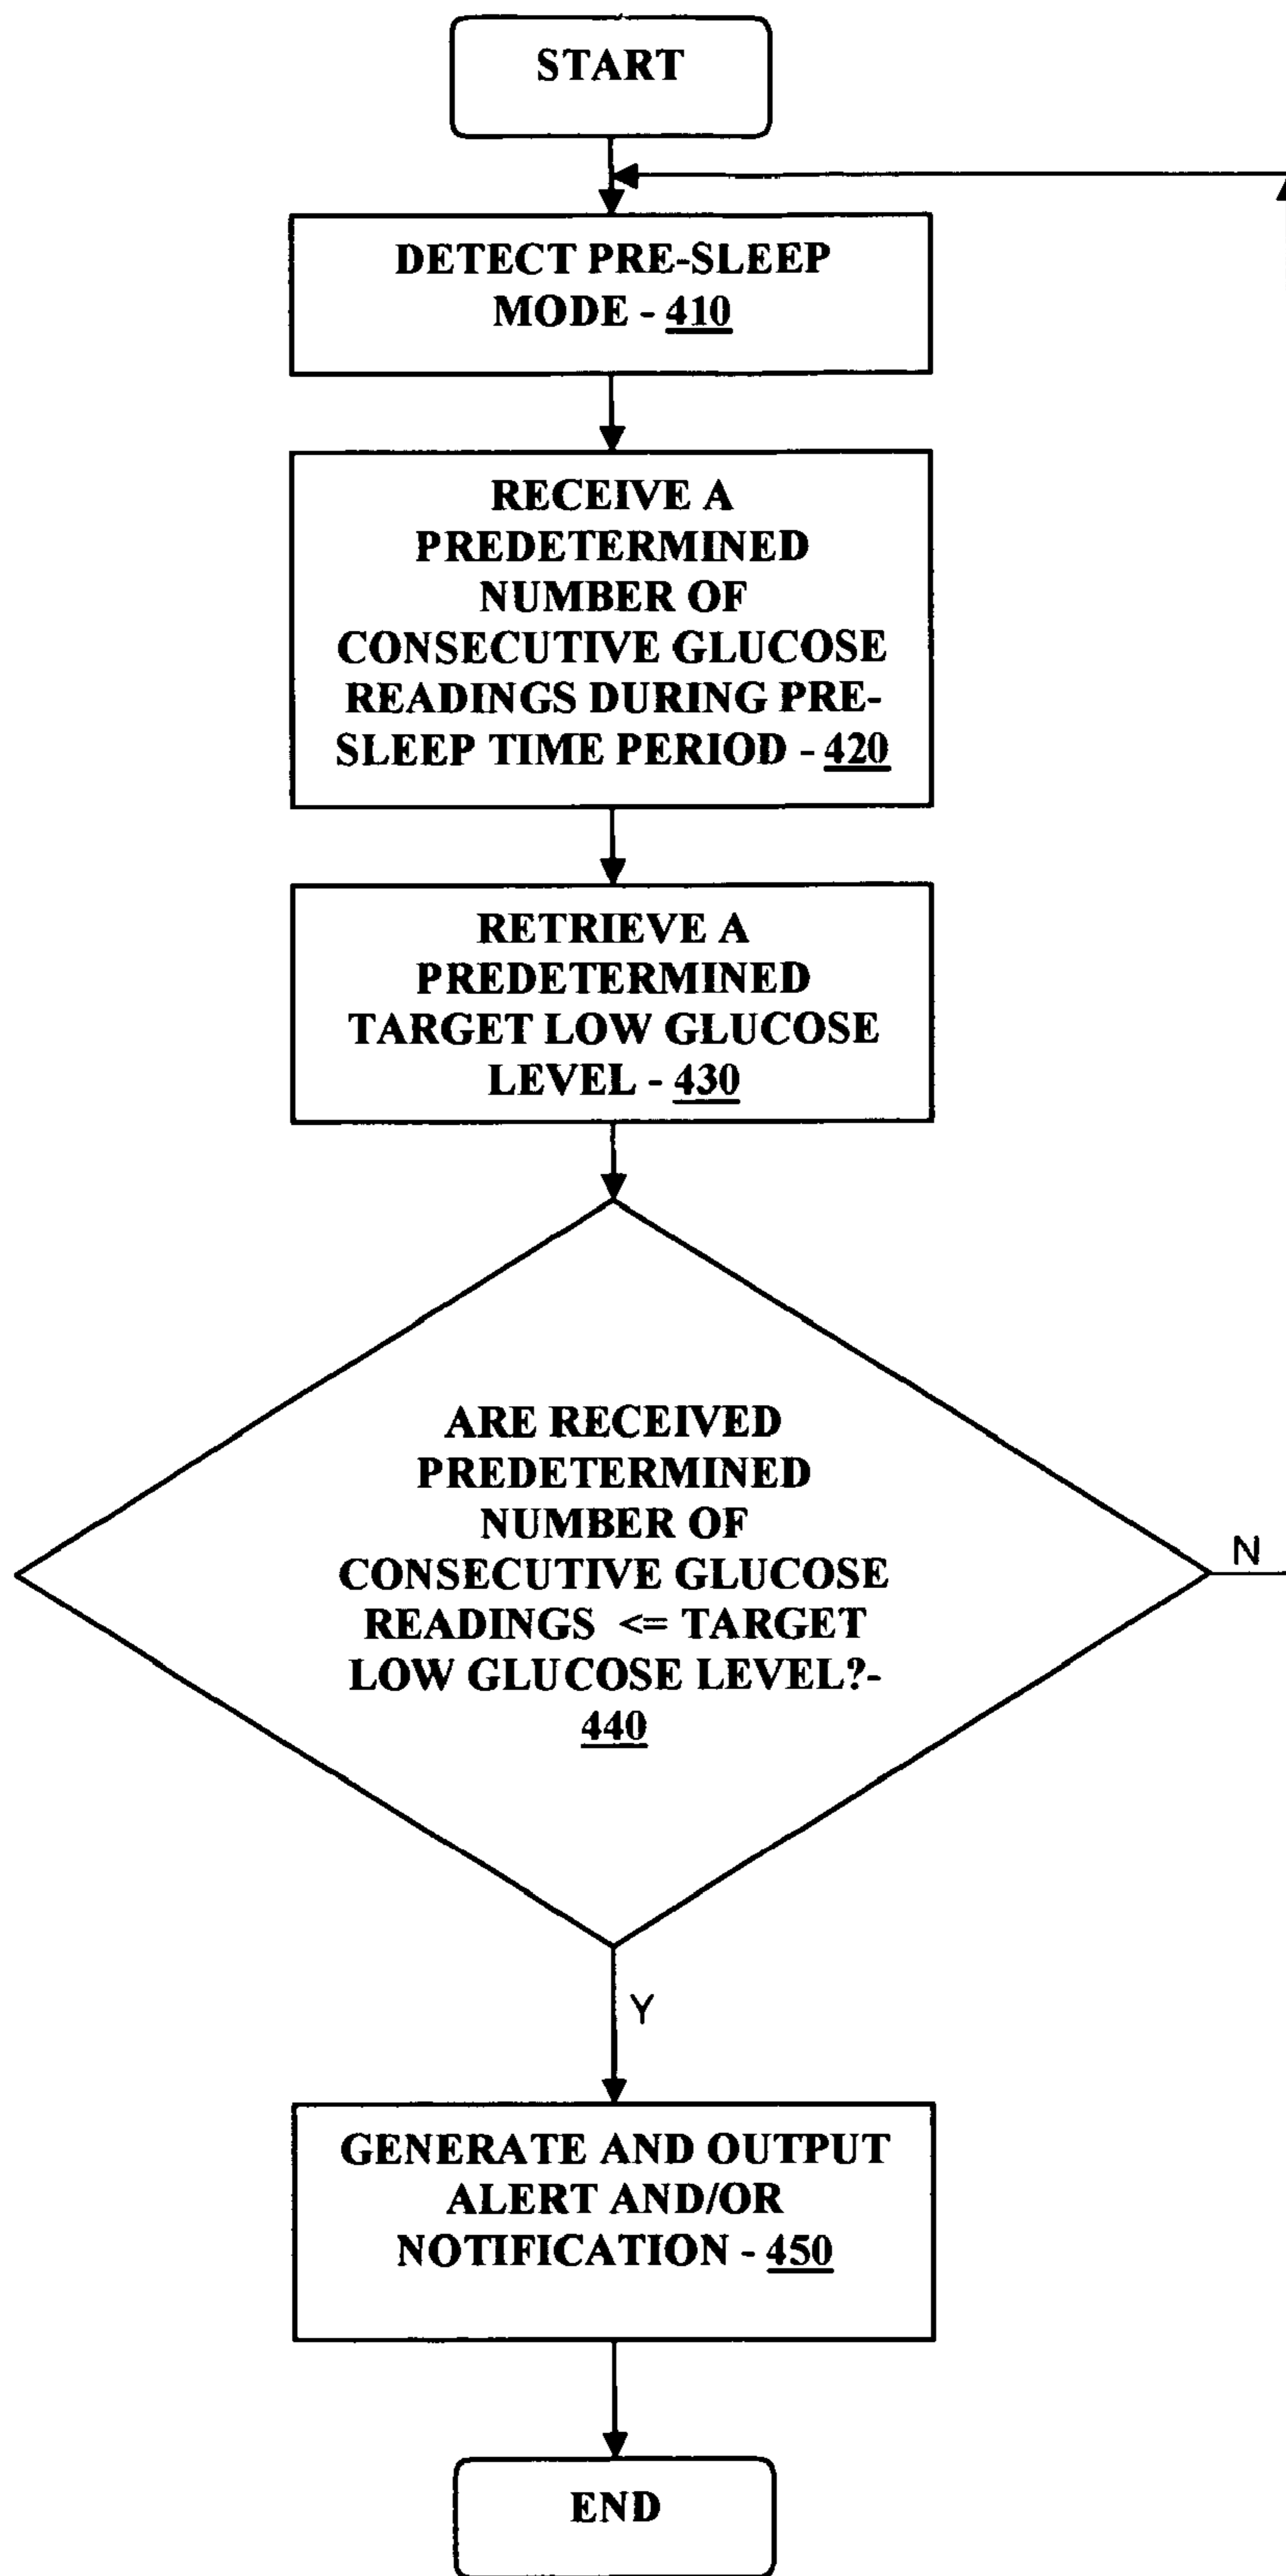 START
DETECT PRE-SLEEP
MODE - 410
RECEIVE A
PREDETERMINED
NUMBER OF
CONSECUTIVE GLUCOSE
READINGS DURING PRE-
SLEEP TIME PERIOD - 420
RETRIEVE A
PREDETERMINED
TARGET LOW GLUCOSE
LEVEL - 430
ARE RECEIVED
PREDETERMINED
NUMBER OF
CONSECUTIVE GLUCOSE
READINGS <= TARGET
LOW GLUCOSE LEVEL?-
440
N
Y
GENERATE AND OUTPUT
ALERT AND/OR
NOTIFICATION - 450
END